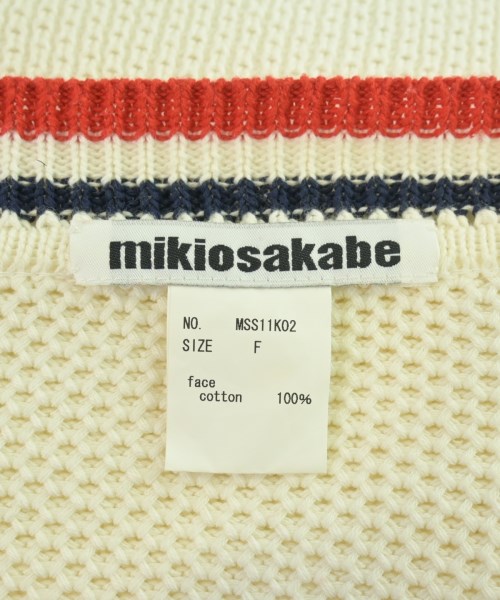 mikiosakabe
NO. MSS11K02
SIZE F
face
cotton 100%